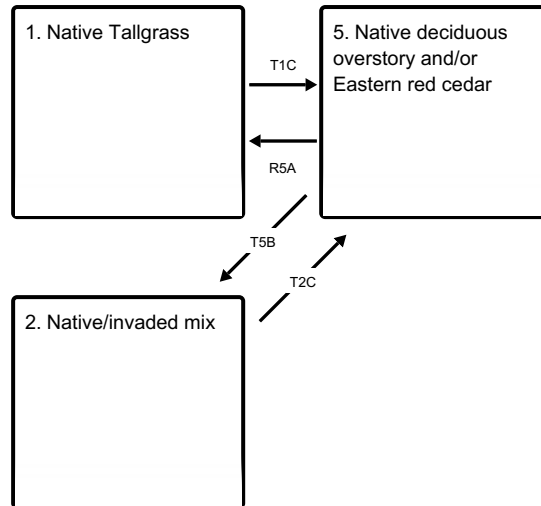 1. Native Tallgrass
5. Native deciduous
overstory and/or
Eastern red cedar
T1C
R5A
T5B
T2C
2. Native/invaded mix